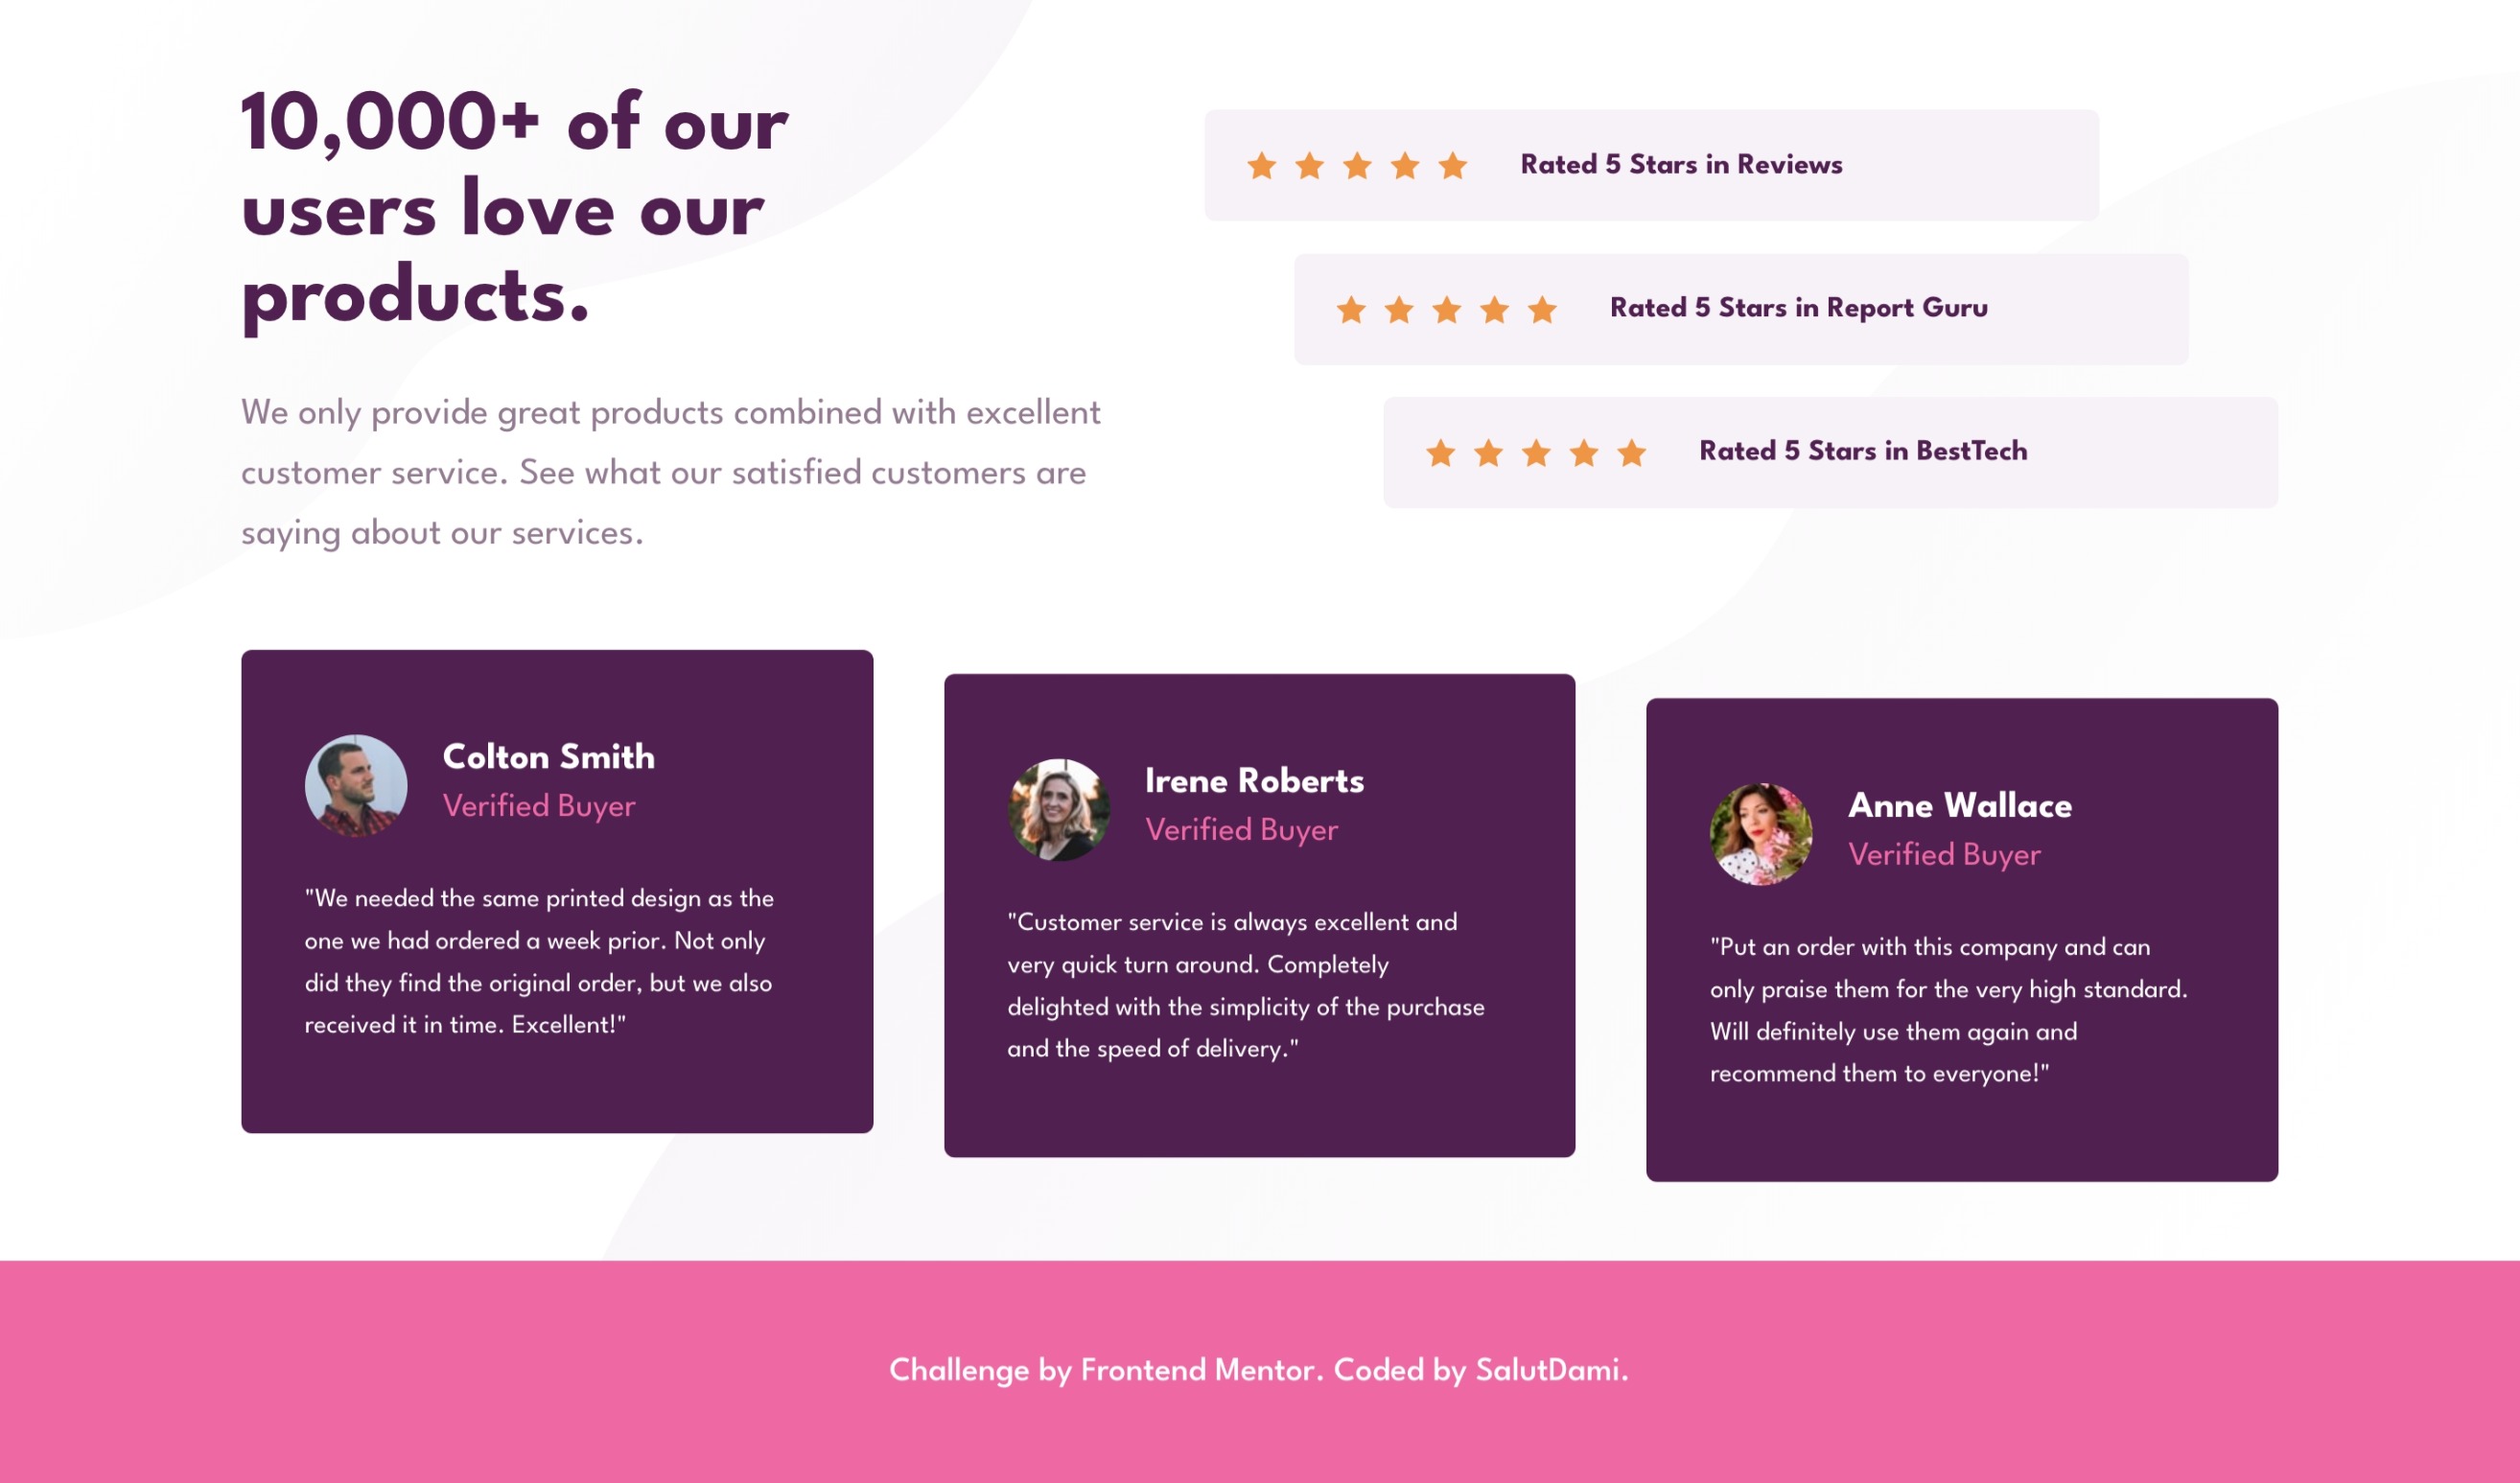 10,000+ of our
users love our
products.
We only provide great products combined with excellent
customer service. See what our satisfied customers are
saying about our services.
Rated 5 Stars in Reviews
Rated 5 Stars in Report Guru
Rated 5 Stars in BestTech
Colton Smith
Verified Buyer
"We needed the same printed design as the
one we had ordered a week prior. Not only
did they find the original order, but we also
received it in time. Excellent!"
Irene Roberts
Verified Buyer
"Customer service is always excellent and
very quick turn around. Completely
delighted with the simplicity of the purchase
and the speed of delivery."
Anne Wallace
Verified Buyer
"Put an order with this company and can
only praise them for the very high standard.
Will definitely use them again and
recommend them to everyone!"
Challenge by Frontend Mentor. Coded by SalutDami.